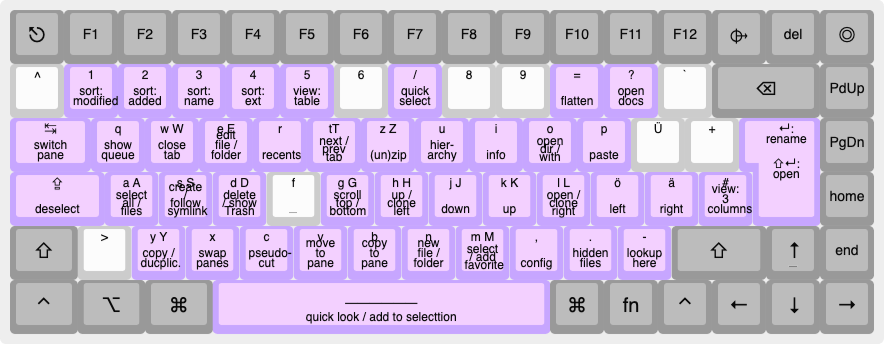 F1 F2 F3 F4 F5 F6 F7 F8 F9 F10 F11 F12 del
^ 1 2 3 4 5 6 / 8 9 = ? ` PdUp
sort: modified sort: added sort: name sort: ext view: table quick select flatten open docs
q w W e E r tT z Z u i o p Ü + ↵: rename PgDn
switch pane show queue close tab edit file / folder recents next / prev tab (un)zip hier-archy info open dir / with paste ⇧↵: open
a A s S d D f g G h H j J k K l L ö ä # home
deselect select all / files create / follow symlink delete / show Trash _ scroll top / bottom up / clone left down up open / clone right left right view: 3 columns
> y Y x c v b n m M , . - end
copy / ducplic. swap panes pseudo-cut move to pane copy to pane new file / folder select / add favorite config hidden files lookup here _
⌃ ⌥ ⌘ ⌘ fn ⌃ ← ↓ →
quick look / add to selecttion